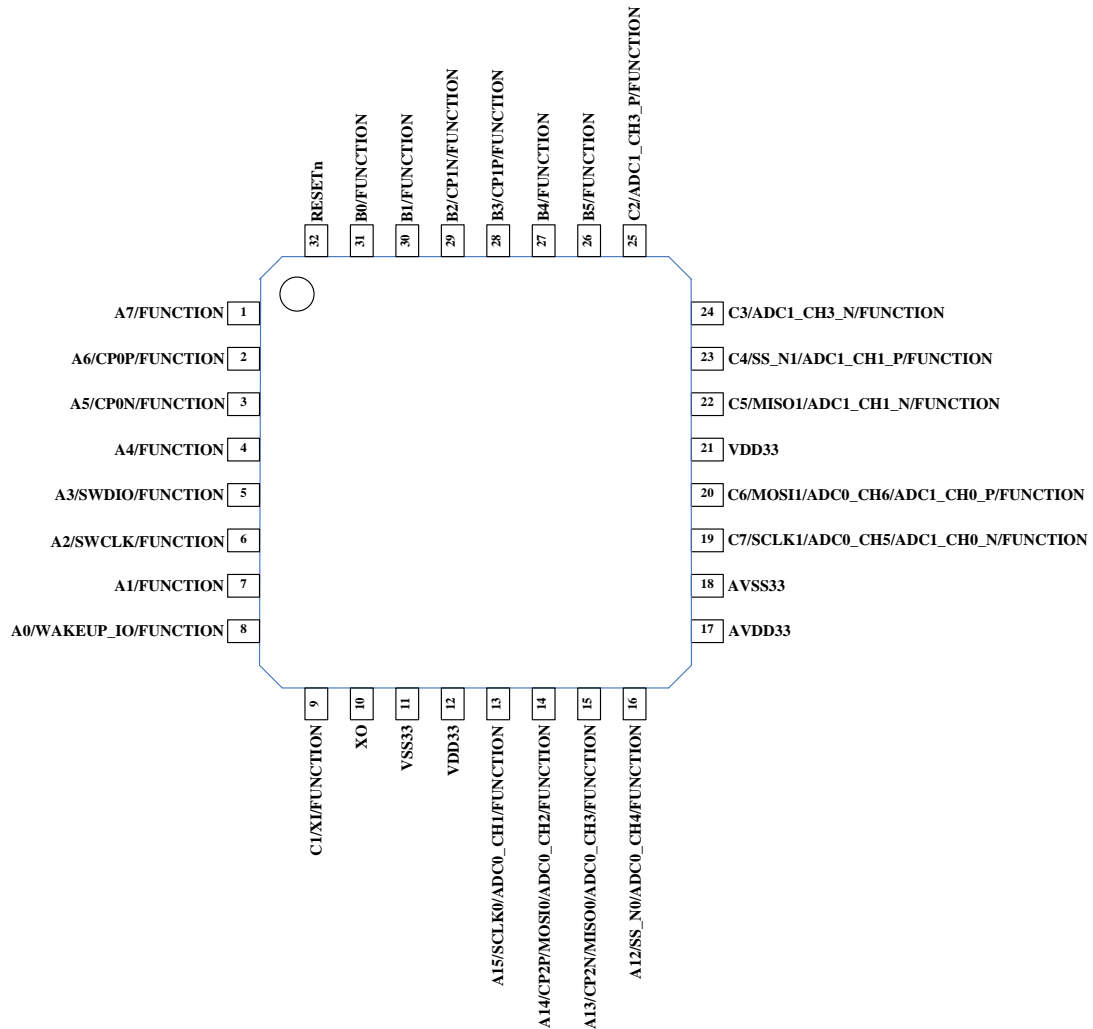 32 RESETn
31 B0/FUNCTION
30 B1/FUNCTION
29 B2/CP1N/FUNCTION
28 B3/CP1P/FUNCTION
27 B4/FUNCTION
26 B5/FUNCTION
25 C2/ADC1_CH3_P/FUNCTION
A7/FUNCTION 1
A6/CP0P/FUNCTION 2
A5/CP0N/FUNCTION 3
A4/FUNCTION 4
A3/SWDIO/FUNCTION 5
A2/SWCLK/FUNCTION 6
A1/FUNCTION 7
A0/WAKEUP_IO/FUNCTION 8
24 C3/ADC1_CH3_N/FUNCTION
23 C4/SS_N1/ADC1_CH1_P/FUNCTION
22 C5/MISO1/ADC1_CH1_N/FUNCTION
21 VDD33
20 C6/MOSI1/ADC0_CH6/ADC1_CH0_P/FUNCTION
19 C7/SCLK1/ADC0_CH5/ADC1_CH0_N/FUNCTION
18 AVSS33
17 AVDD33
C1/XI/FUNCTION 9
XO 10
VSS33 11
VDD33 12
A15/SCLK0/ADC0_CH1/FUNCTION 13
A14/CP2P/MOSI0/ADC0_CH2/FUNCTION 14
A13/CP2N/MISO0/ADC0_CH3/FUNCTION 15
A12/SS_N0/ADC0_CH4/FUNCTION 16